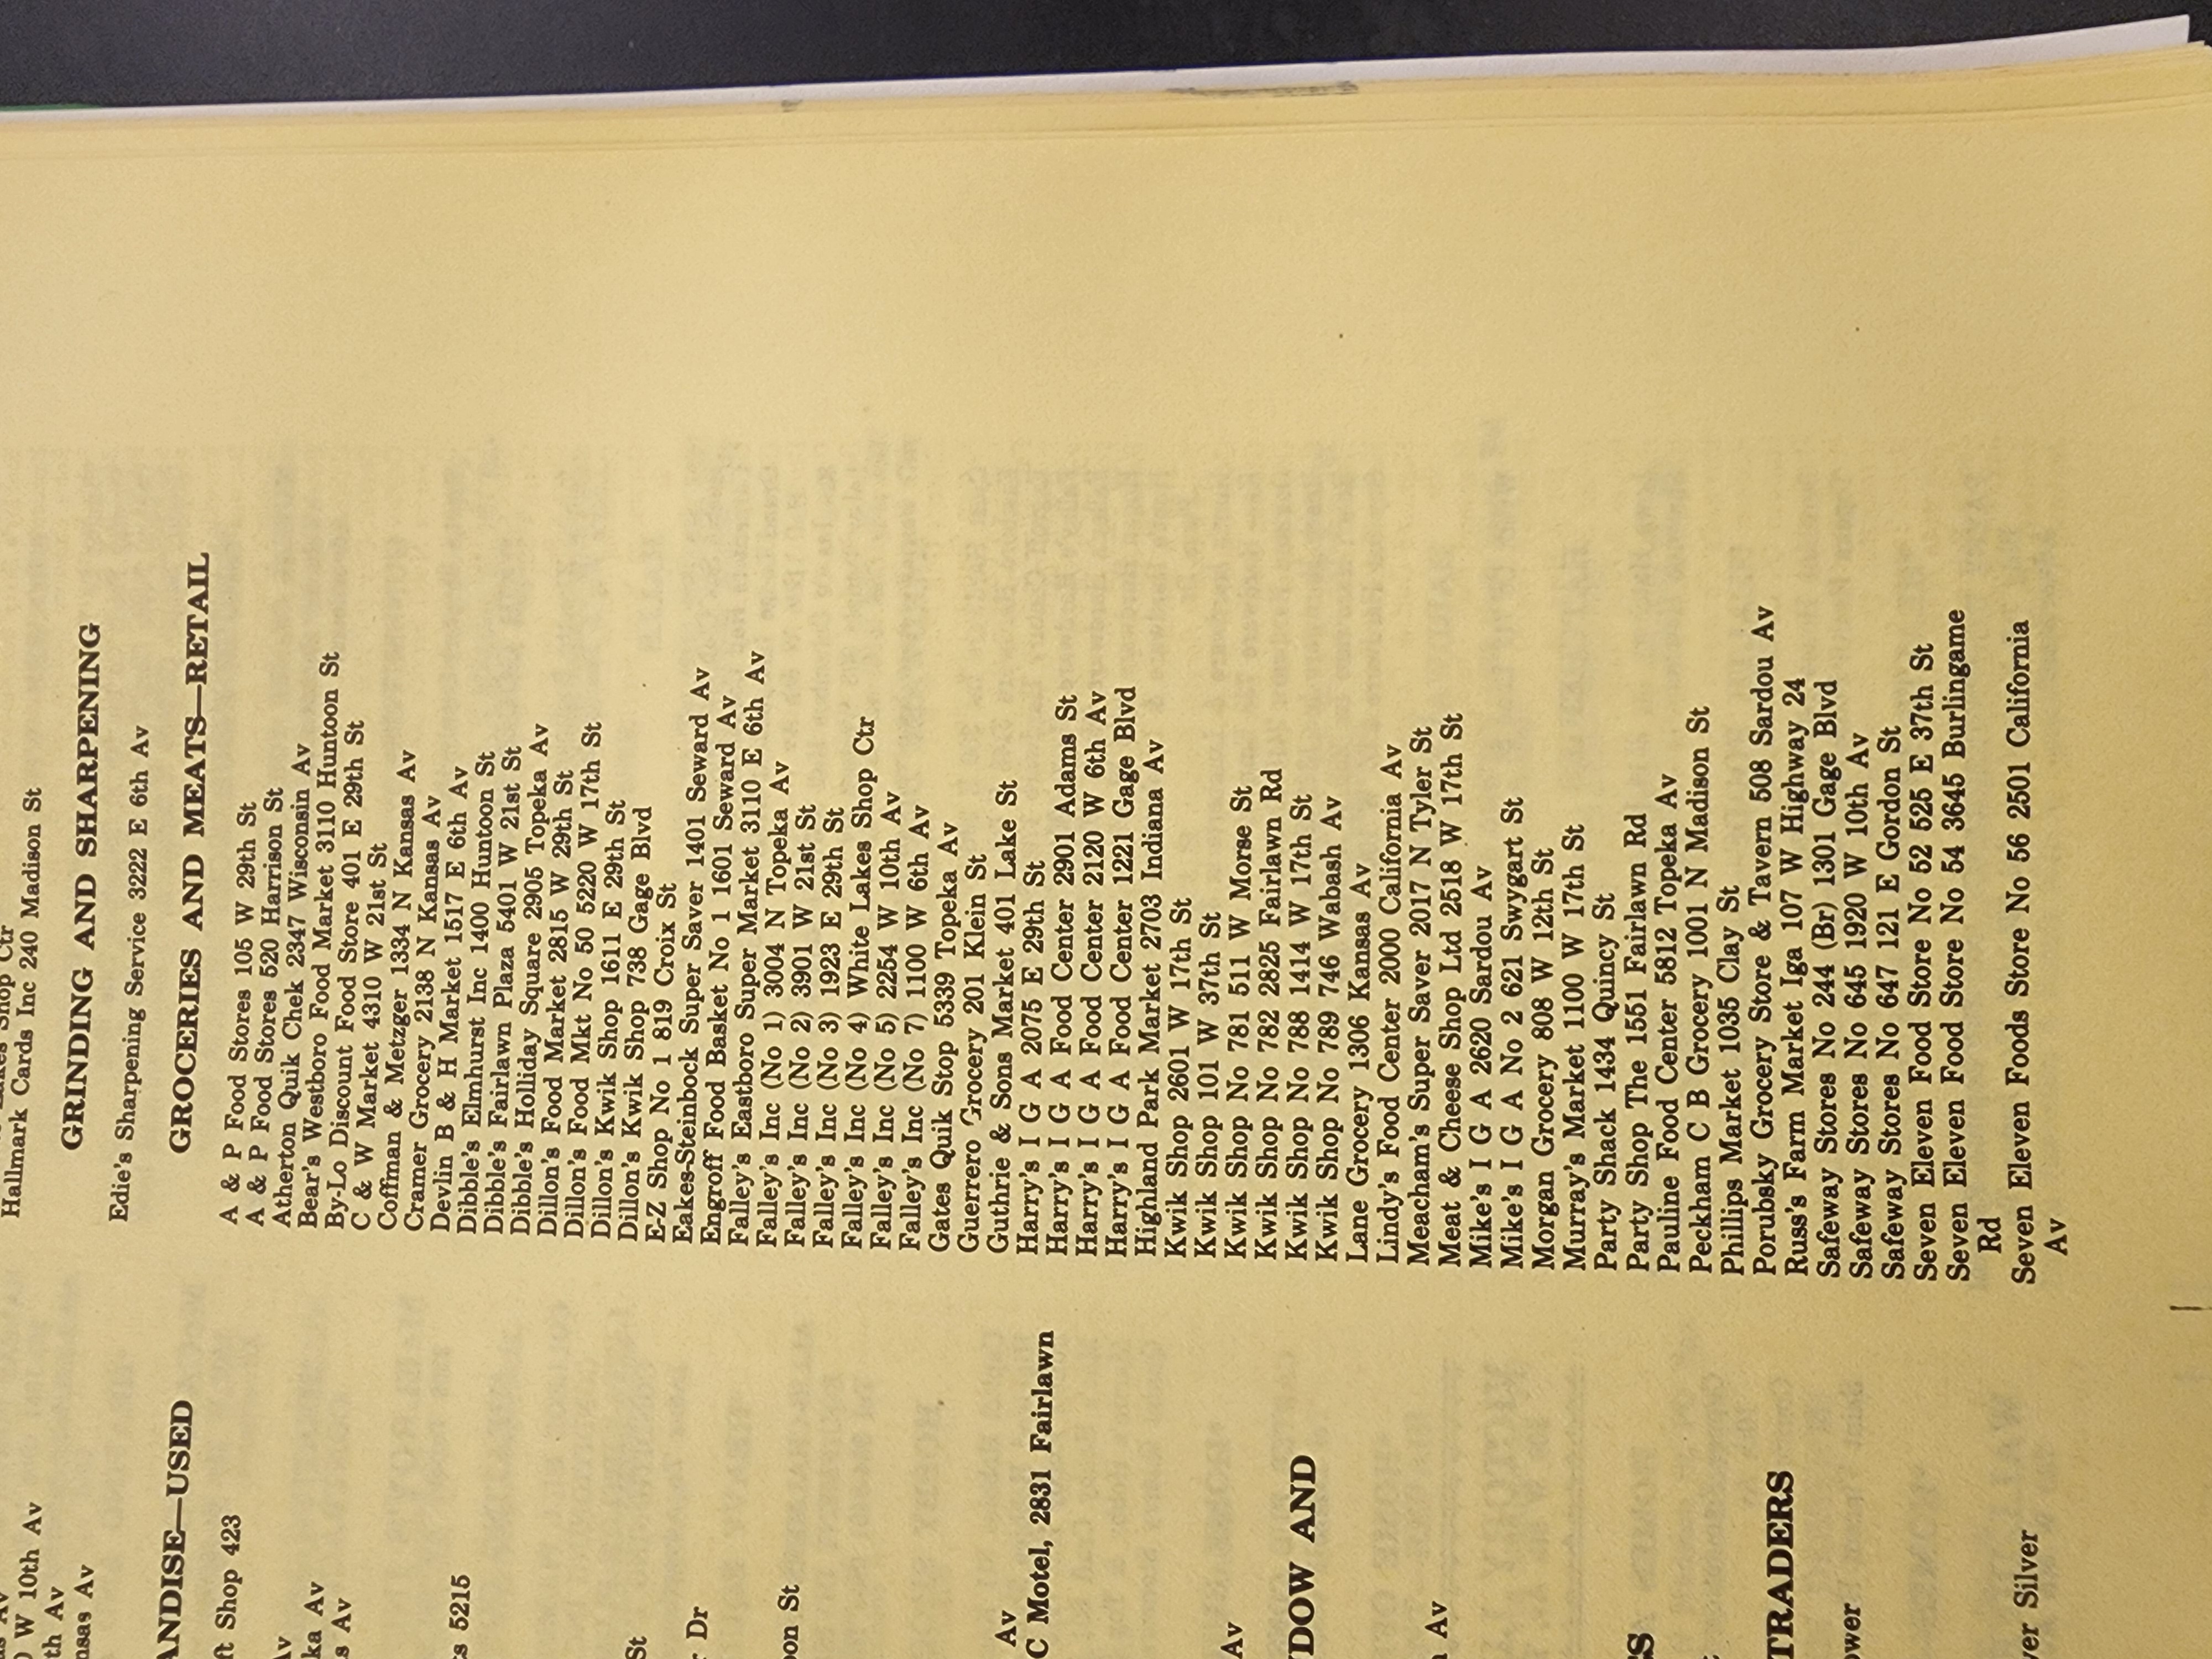 ANDISE—USED
ft Shop 423
W 10th Av
C Motel, 2831 Fairlawn
Av
DOW AND
TRADERS
Hallmark Cards Inc 240 Madison St
GRINDING AND SHARPENING
Edie's Sharpening Service 3222 E 6th Av
GROCERIES AND MEATS—RETAIL
A & P Food Stores 105 W 29th St
A & P Food Stores 520 Harrison St
Atherton Quik Chek 2347 Wisconsin Av
Bear's Westboro Food Market 3110 Huntoon St
By-Lo Discount Food Store 401 E 29th St
C & W Market 4310 W 21st St
Coffman & Metzger 1334 N Kansas Av
Cramer Grocery 2138 N Kansas Av
Devlin B & H Market 1517 E 6th Av
Dibble's Elmhurst Inc 1400 Huntoon St
Dibble's Fairlawn Plaza 5401 W 21st St
Dibble's Holliday Square 2905 Topeka Av
Dillon's Food Market 2815 W 29th St
Dillon's Food Mkt No 50 5220 W 17th St
Dillon's Kwik Shop 1611 E 29th St
Dillon's Kwik Shop 738 Gage Blvd
E-Z Shop No 1 819 Croix St
Eakes-Steinbock Super Saver 1401 Seward Av
Engroff Food Basket No 1 1601 Seward Av
Falley's Eastboro Super Market 3110 E 6th Av
Falley's Inc (No 1) 3004 N Topeka Av
Falley's Inc (No 2) 3901 W 21st St
Falley's Inc (No 3) 1923 E 29th St
Falley's Inc (No 4) White Lakes Shop Ctr
Falley's Inc (No 5) 2254 W 10th Av
Falley's Inc (No 7) 1100 W 6th Av
Gates Quik Stop 5339 Topeka Av
Guerrero Grocery 201 Klein St
Guthrie & Sons Market 401 Lake St
Harry's I G A 2075 E 29th St
Harry's I G A Food Center 2901 Adams St
Harry's I G A Food Center 2120 W 6th Av
Harry's I G A Food Center 1221 Gage Blvd
Highland Park Market 2703 Indiana Av
Kwik Shop 2601 W 17th St
Kwik Shop 101 W 37th St
Kwik Shop No 781 511 W Morse St
Kwik Shop No 782 2825 Fairlawn Rd
Kwik Shop No 788 1414 W 17th St
Kwik Shop No 789 746 Wabash Av
Lane Grocery 1306 Kansas Av
Lindy's Food Center 2000 California Av
Meacham's Super Saver 2017 N Tyler St
Meat & Cheese Shop Ltd 2518 W 17th St
Mike's I G A 2620 Sardou Av
Mike's I G A No 2 621 Swygart St
Morgan Grocery 808 W 12th St
Murray's Market 1100 W 17th St
Party Shack 1434 Quincy St
Party Shop The 1551 Fairlawn Rd
Pauline Food Center 5812 Topeka Av
Peckham C B Grocery 1001 N Madison St
Phillips Market 1035 Clay St
Porubsky Grocery Store & Tavern 508 Sardou Av
Russ's Farm Market Iga 107 W Highway 24
Safeway Stores No 244 (Br) 1301 Gage Blvd
Safeway Stores No 645 1920 W 10th Av
Safeway Stores No 647 121 E Gordon St
Seven Eleven Food Store No 52 525 E 37th St
Seven Eleven Food Store No 54 3645 Burlingame
Rd
Seven Eleven Foods Store No 56 2501 California
Av